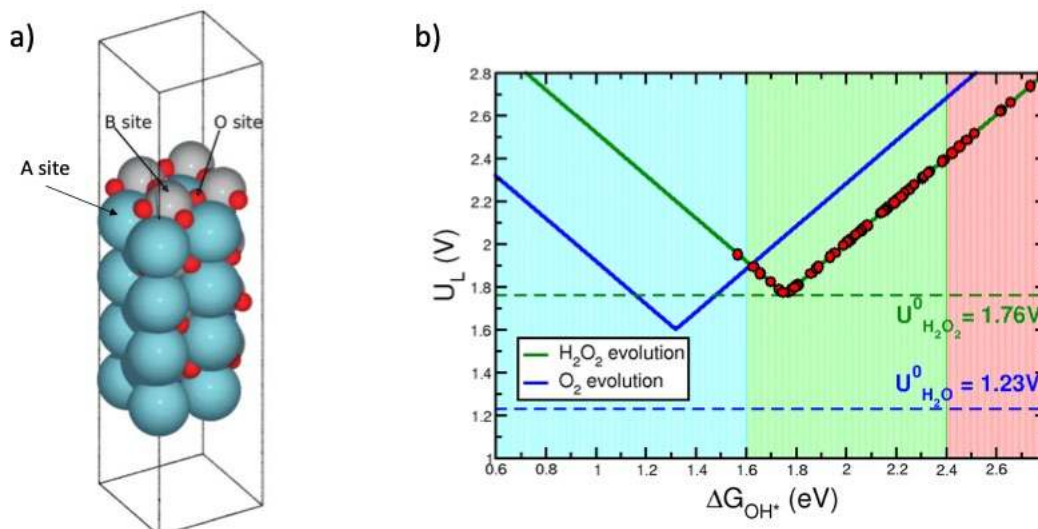 a)
B site
O site
A site
b)
U_L (V)
2.8
2.6
2.4
2.2
2
1.8
1.6
1.4
1.2
1
U⁰_H₂O₂ = 1.76V
H₂O₂ evolution
O₂ evolution
U⁰_H₂O = 1.23V
0.6 0.8 1 1.2 1.4 1.6 1.8 2 2.2 2.4 2.6
ΔG_OH* (eV)